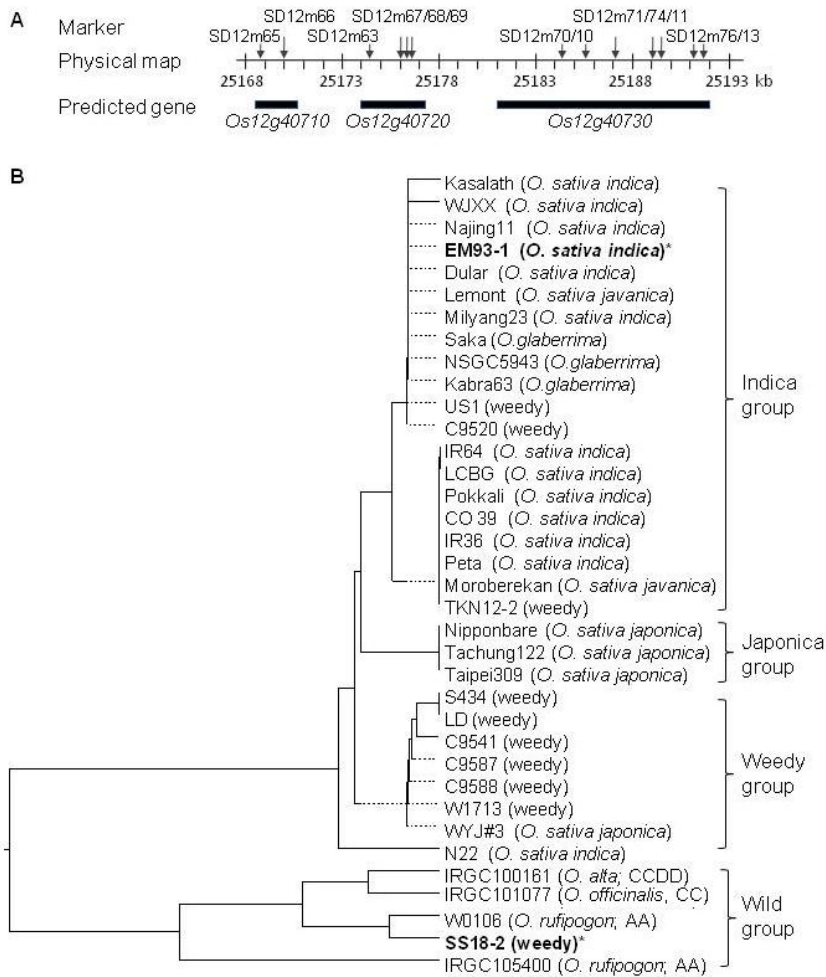 A
Marker
SD12m66 SD12m67/68/69 SD12m71/74/11
SD12m65 SD12m63 SD12m70/10 SD12m76/13
Physical map
25168 25173 25178 25183 25188 25193 kb
Predicted gene
Os12g40710 Os12g40720 Os12g40730
B
Kasalath (O. sativa indica)
WJXX (O. sativa indica)
Najing11 (O. sativa indica)
EM93-1 (O. sativa indica)*
Dular (O. sativa indica)
Lemont (O. sativa javanica)
Milyang23 (O. sativa indica)
Saka (O.glaberrima)
NSGC5943 (O.glaberrima)
Kabra63 (O.glaberrima)
US1 (weedy)
C9520 (weedy)
IR64 (O. sativa indica)
LCBG (O. sativa indica)
Pokkali (O. sativa indica)
CO 39 (O. sativa indica)
IR36 (O. sativa indica)
Peta (O. sativa indica)
Moroberekan (O. sativa javanica)
TKN12-2 (weedy)
Indica
group
Nipponbare (O. sativa japonica)
Tachung122 (O. sativa japonica)
Taipei309 (O. sativa japonica)
Japonica
group
S434 (weedy)
LD (weedy)
C9541 (weedy)
C9587 (weedy)
C9588 (weedy)
W1713 (weedy)
WYJ#3 (O. sativa japonica)
Weedy
group
N22 (O. sativa indica)
IRGC100161 (O. alta; CCDD)
IRGC101077 (O. officinalis, CC)
W0106 (O. rufipogon; AA)
SS18-2 (weedy)*
IRGC105400 (O. rufipogon; AA)
Wild
group